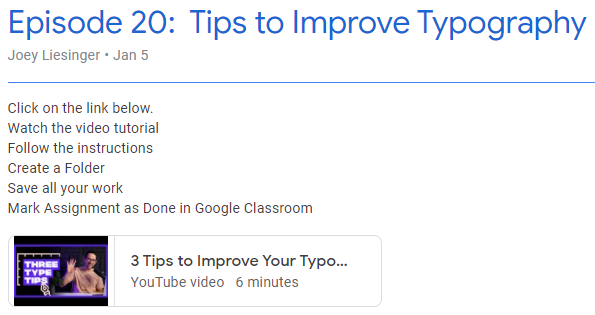 Episode 20:  Tips to Improve Typography
Joey Liesinger • Jan 5
Click on the link below.
Watch the video tutorial
Follow the instructions
Create a Folder
Save all your work
Mark Assignment as Done in Google Classroom
THREE
TYPE
TIPS
3 Tips to Improve Your Typo...
YouTube video   6 minutes